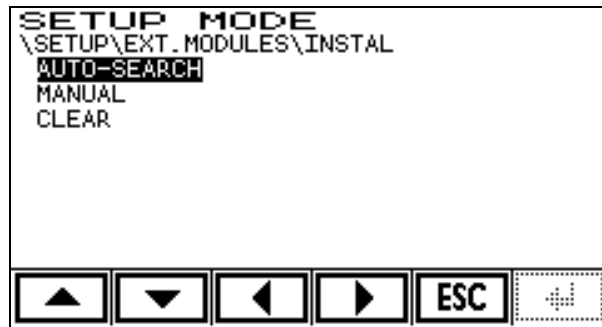 SETUP MODE
\SETUP\EXT.MODULES\INSTAL
AUTO-SEARCH
MANUAL
CLEAR
ESC